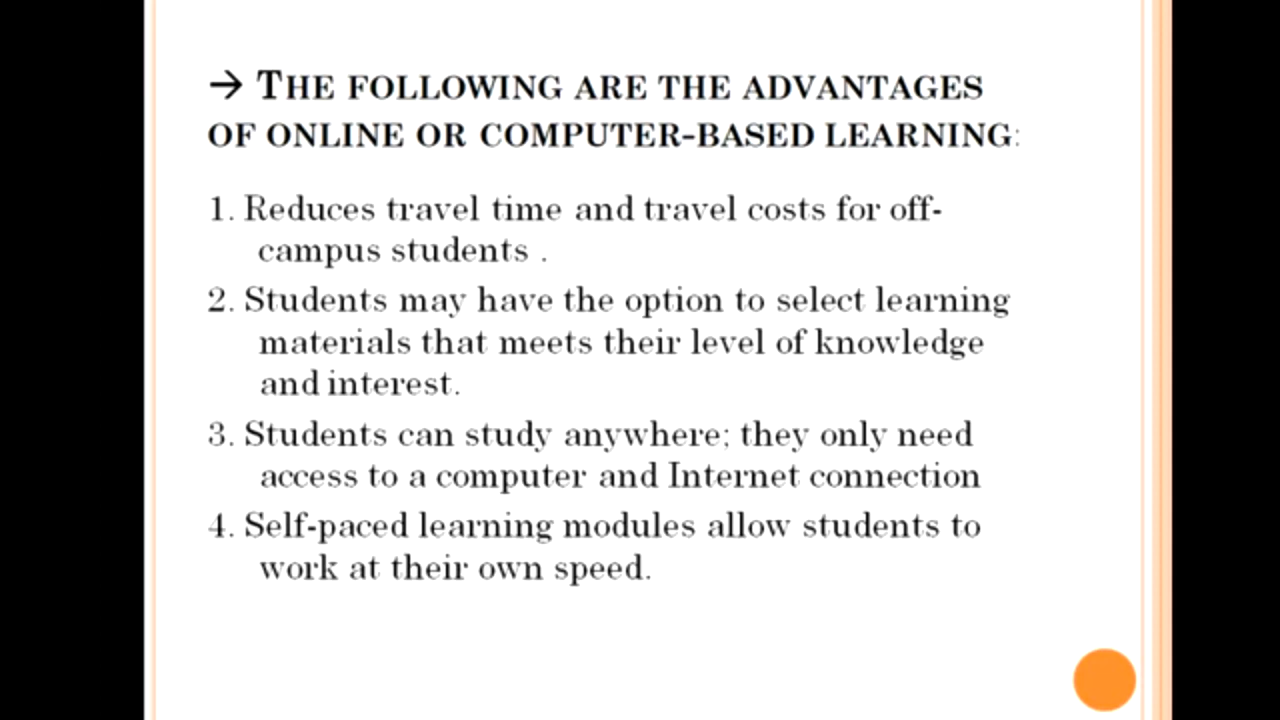 → THE FOLLOWING ARE THE ADVANTAGES
OF ONLINE OR COMPUTER-BASED LEARNING:
1. Reduces travel time and travel costs for off-
campus students .
2. Students may have the option to select learning
materials that meets their level of knowledge
and interest.
3. Students can study anywhere; they only need
access to a computer and Internet connection
4. Self-paced learning modules allow students to
work at their own speed.